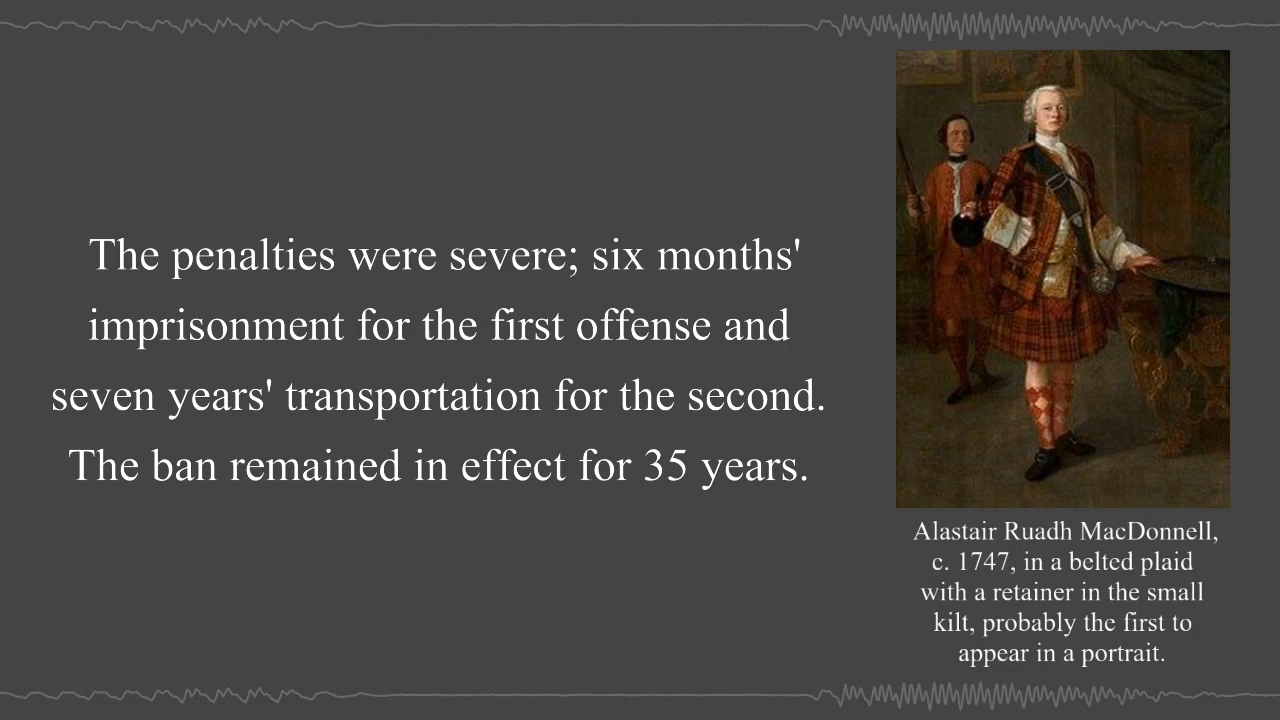 The penalties were severe; six months'
imprisonment for the first offense and
seven years' transportation for the second.
The ban remained in effect for 35 years.
Alastair Ruadh MacDonnell,
c. 1747, in a belted plaid
with a retainer in the small
kilt, probably the first to
appear in a portrait.